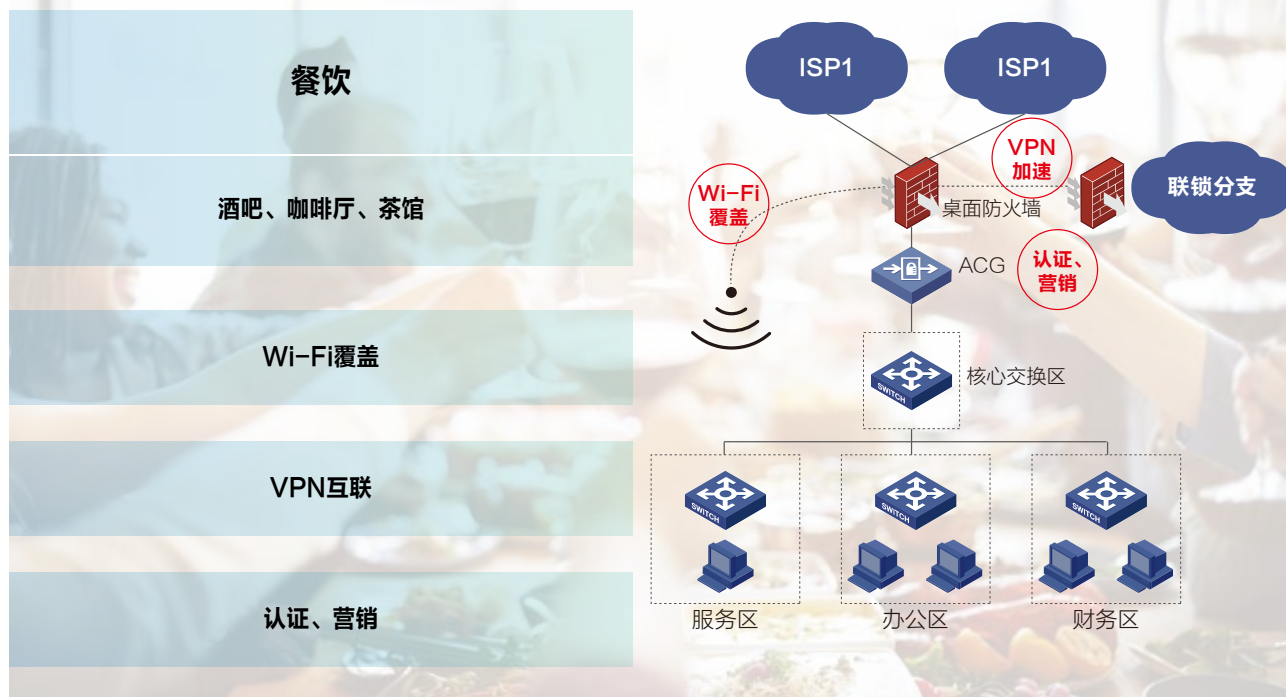 餐饮
酒吧、咖啡厅、茶馆
Wi-Fi覆盖
VPN互联
认证、营销
ISP1
ISP1
VPN
加速
Wi-Fi
覆盖
联锁分支
桌面防火墙
ACG
认证、
营销
核心交换区
SWITCH
SWITCH
SWITCH
SWITCH
服务区
办公区
财务区